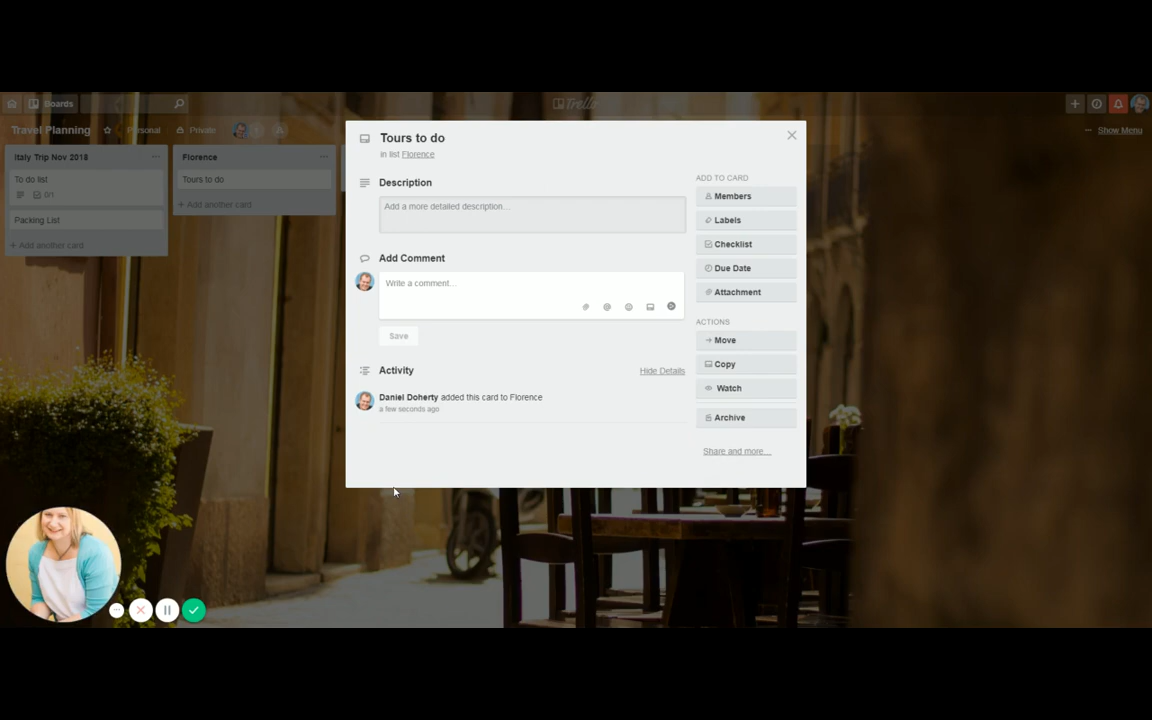 Boards
Trello
Travel Planning
Personal
Private
Show Menu
Italy Trip Nov 2018
To do list
0/1
Packing List
+ Add another card
Florence
Tours to do
+ Add another card
Tours to do
in list Florence
Description
Add a more detailed description...
Add Comment
Write a comment...
Save
Activity
Hide Details
Daniel Doherty added this card to Florence
a few seconds ago
ADD TO CARD
Members
Labels
Checklist
Due Date
Attachment
ACTIONS
Move
Copy
Watch
Archive
Share and more...